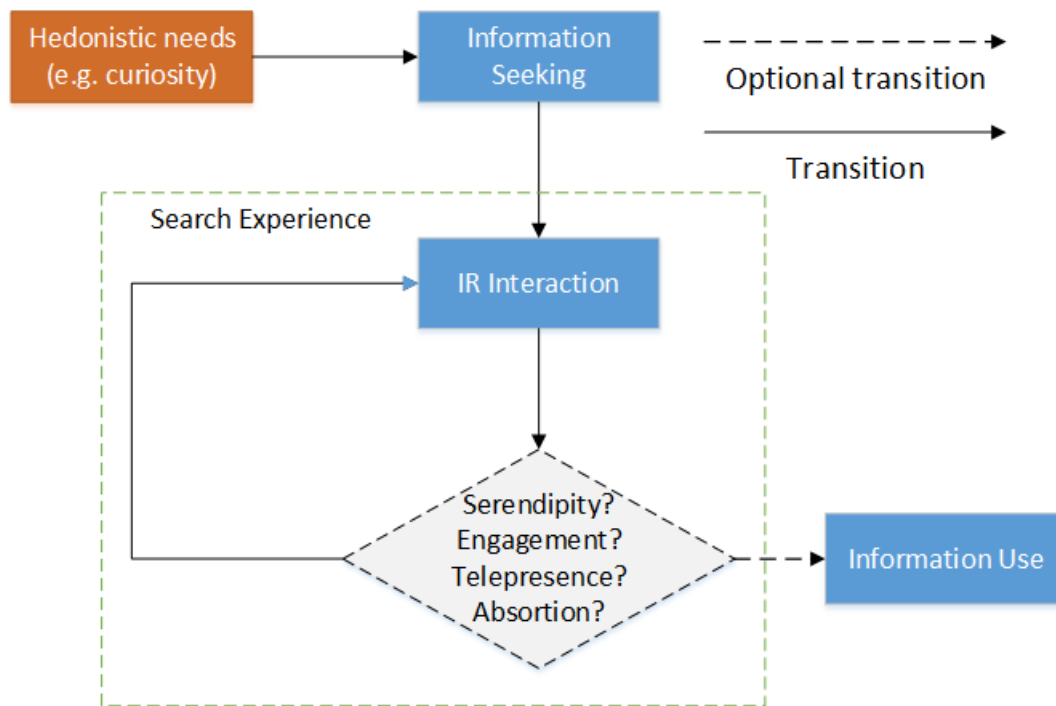 Hedonistic needs
(e.g. curiosity)
Information
Seeking
Optional transition
Transition
Search Experience
IR Interaction
Serendipity?
Engagement?
Telepresence?
Absortion?
Information Use